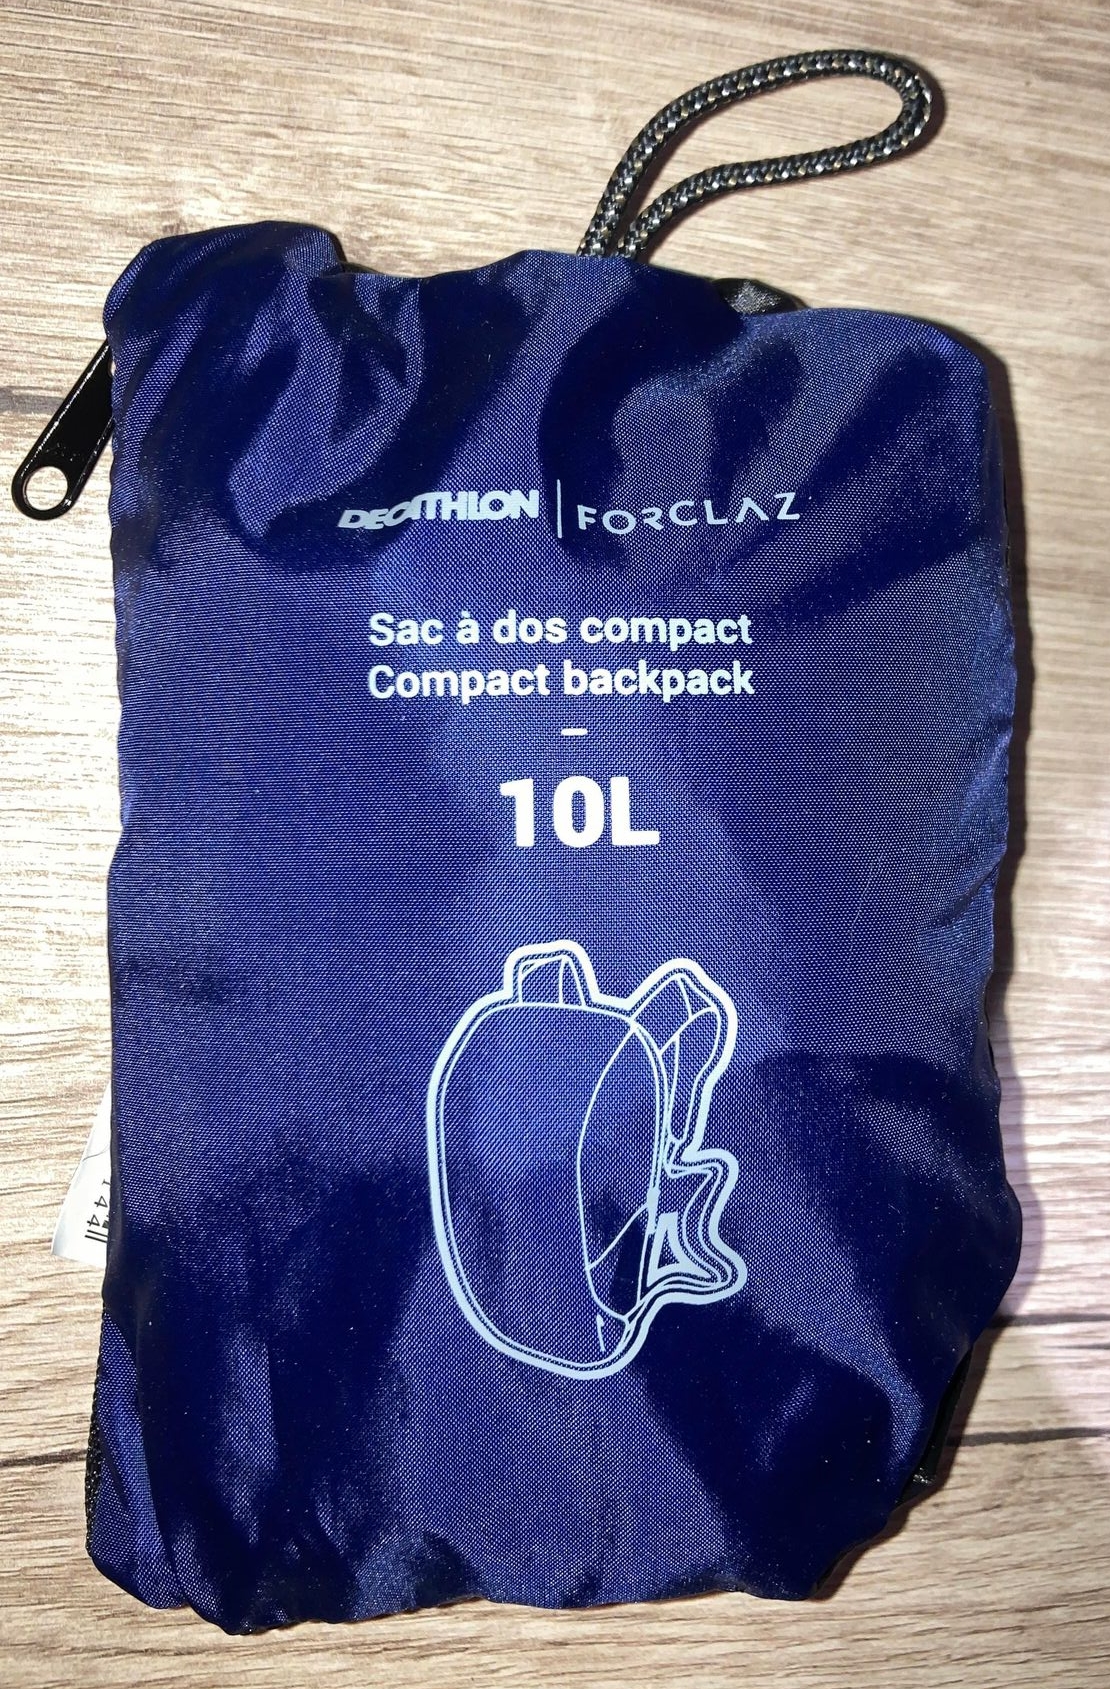 DECATHLON | FORCLAZ
Sac à dos compact
Compact backpack
–
10L